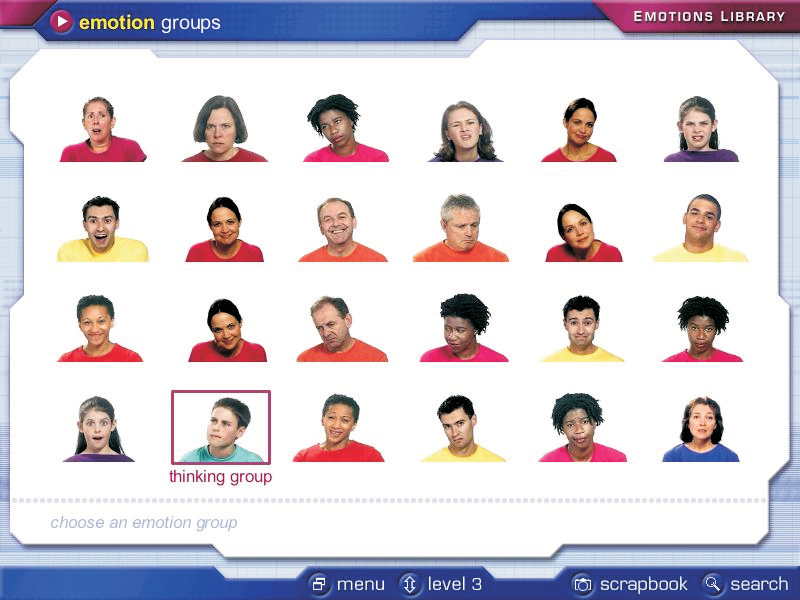 emotion groups
EMOTIONS LIBRARY
thinking group
choose an emotion group
menu
level 3
scrapbook
search